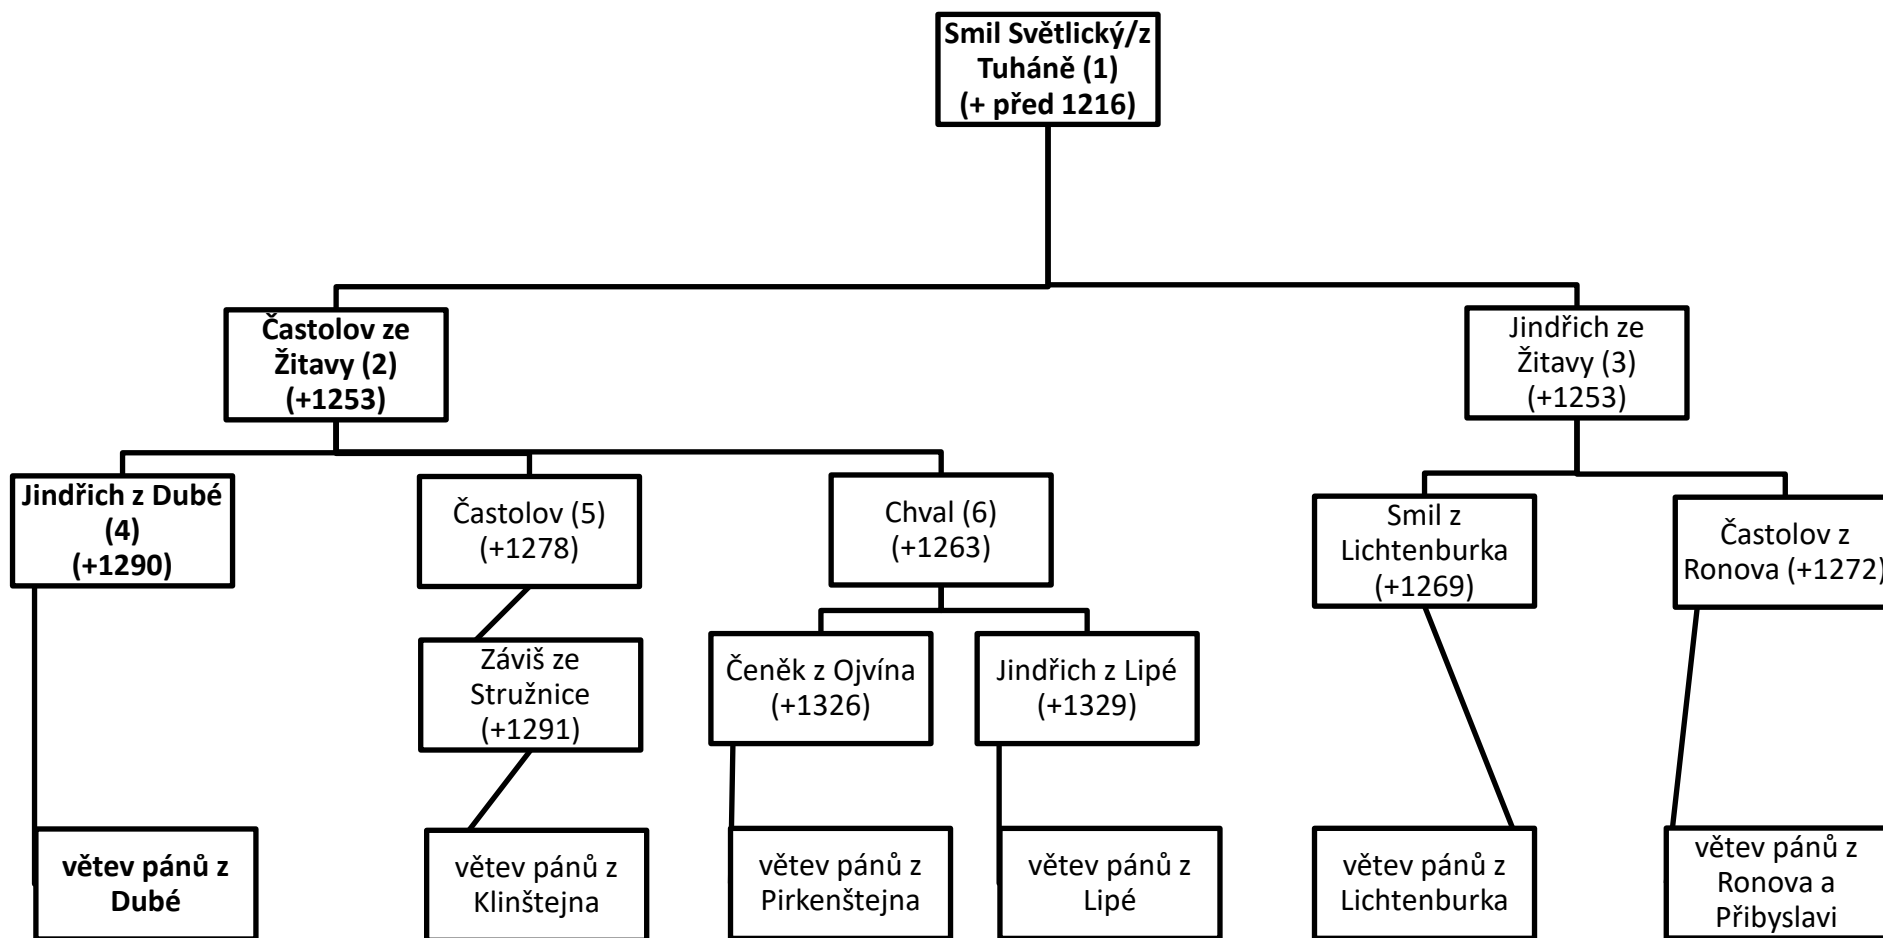 Smil Světlický/z
Tuháně (1)
(+ před 1216)
Častolov ze
Žitavy (2)
(+1253)
Jindřich ze
Žitavy (3)
(+1253)
Jindřich z Dubé
(4)
(+1290)
Častolov (5)
(+1278)
Chval (6)
(+1263)
Smil z
Lichtenburka
(+1269)
Častolov z
Ronova (+1272)
Záviš ze
Stružnice
(+1291)
Čeněk z Ojvína
(+1326)
Jindřich z Lipé
(+1329)
větev pánů z
Dubé
větev pánů z
Klinštejna
větev pánů z
Pirkenštejna
větev pánů z
Lipé
větev pánů z
Lichtenburka
větev pánů z
Ronova a
Přibyslavi